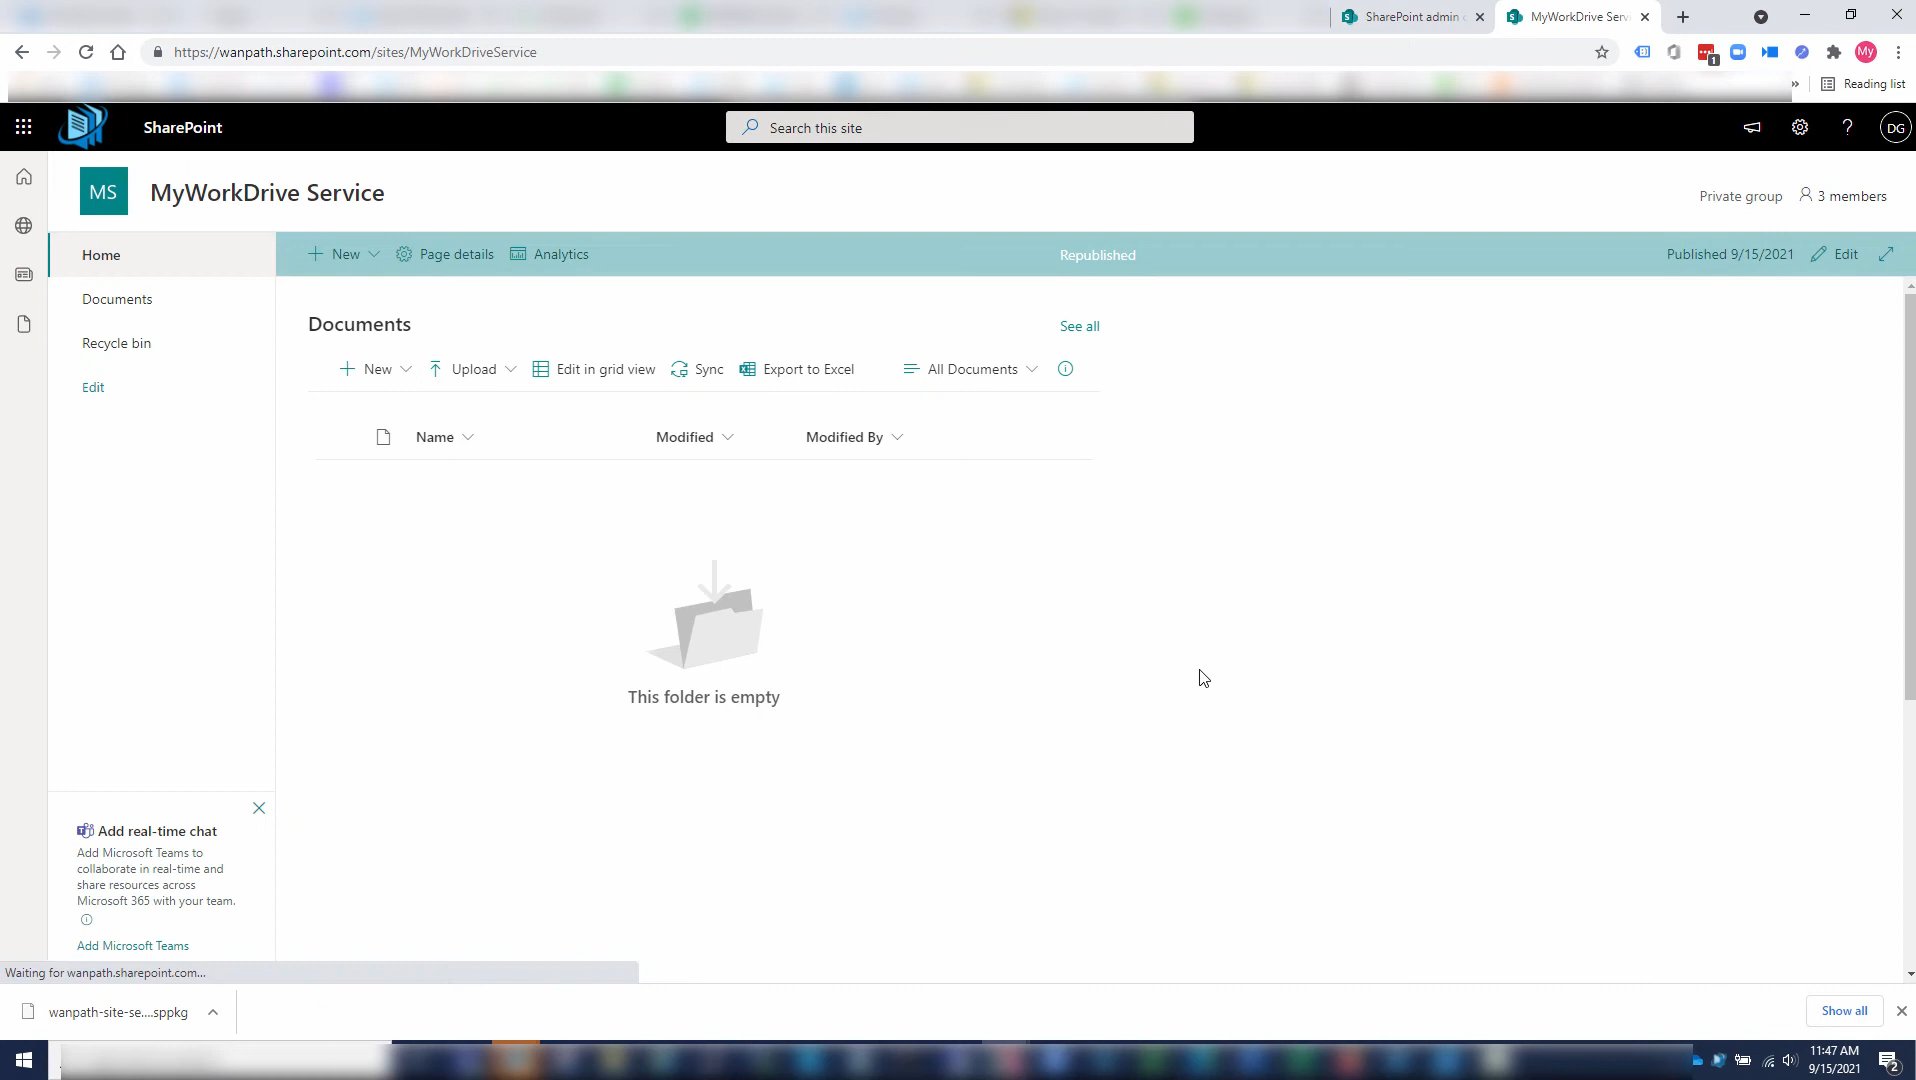 SharePoint admin
MyWorkDrive Serv
https://wanpath.sharepoint.com/sites/MyWorkDriveService
1
My
» Reading list
SharePoint
Search this site
?
DG
MS
MyWorkDrive Service
Private group
3 members
Home
Documents
Recycle bin
Edit
New
Page details
Analytics
Republished
Published 9/15/2021
Edit
Documents
See all
New
Upload
Edit in grid view
Sync
Export to Excel
All Documents
Name
Modified
Modified By
This folder is empty
Add real-time chat
Add Microsoft Teams to
collaborate in real-time and
share resources across
Microsoft 365 with your team.
Add Microsoft Teams
Waiting for wanpath.sharepoint.com...
wanpath-site-se....sppkg
Show all
11:47 AM
9/15/2021
2